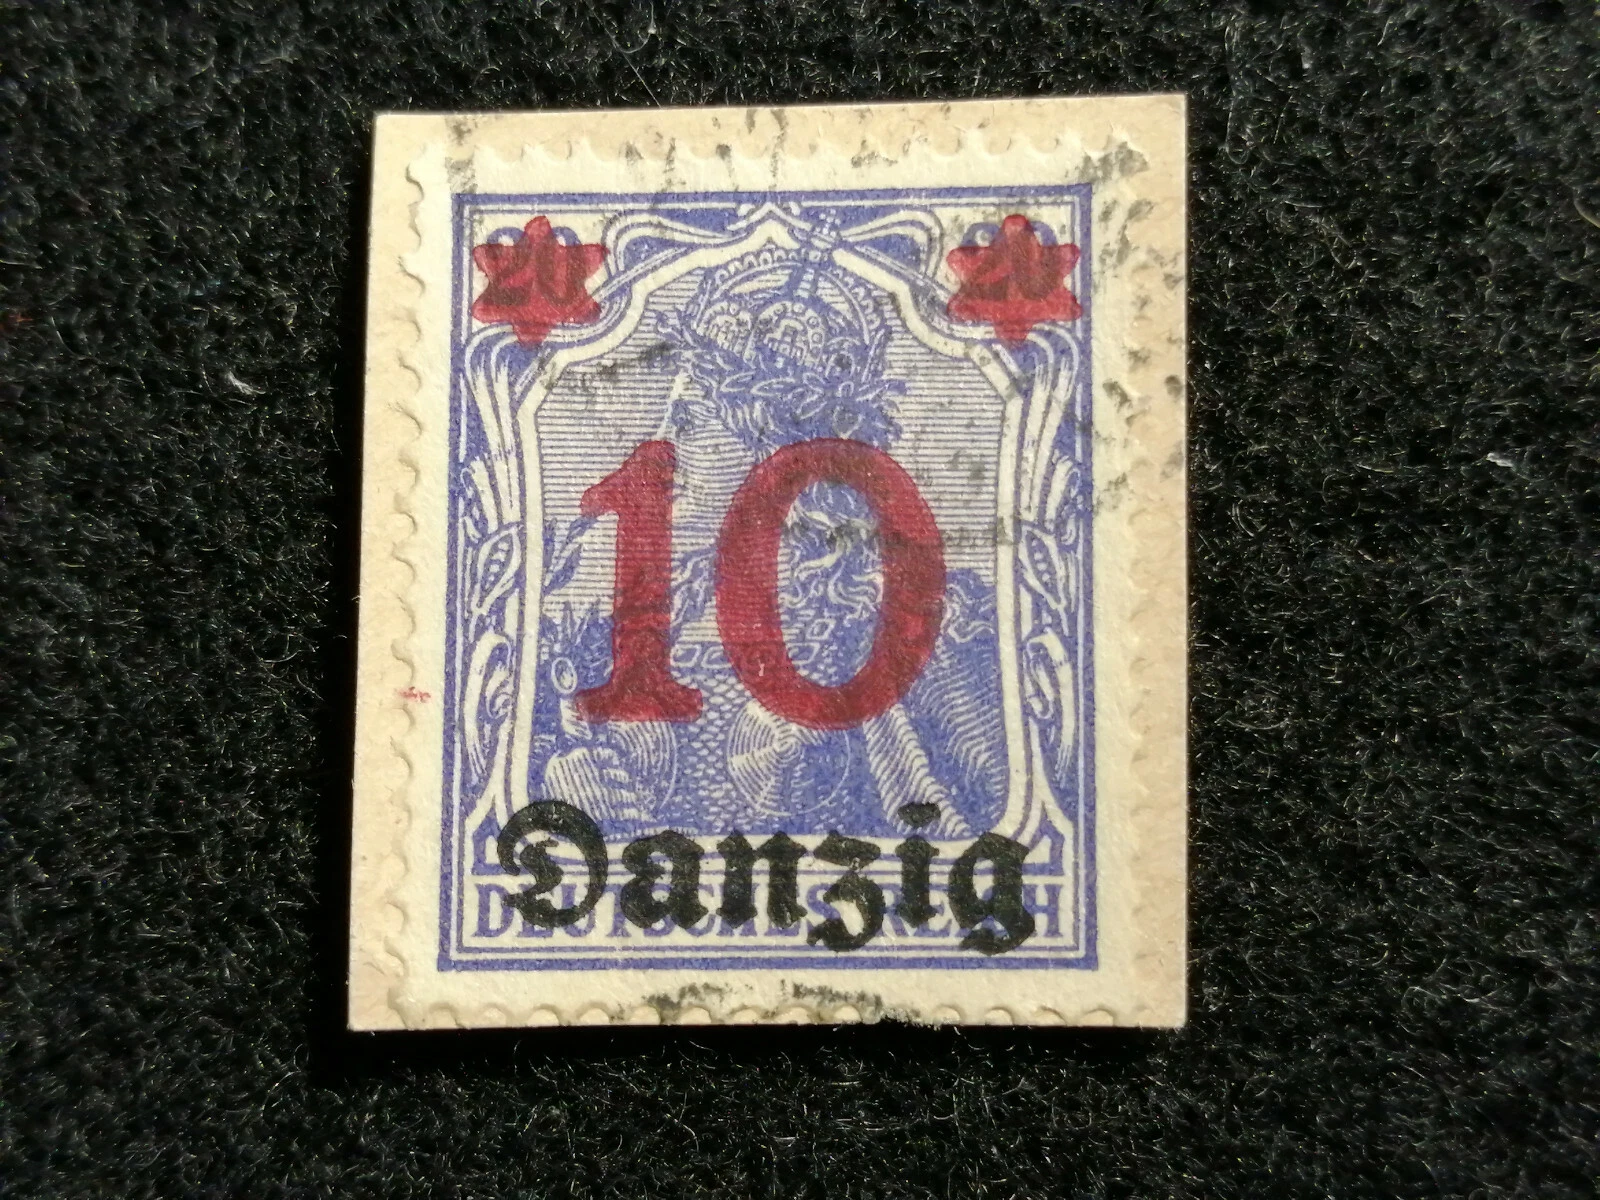 20 20
10
Danzig
DEUTSCHES REICH